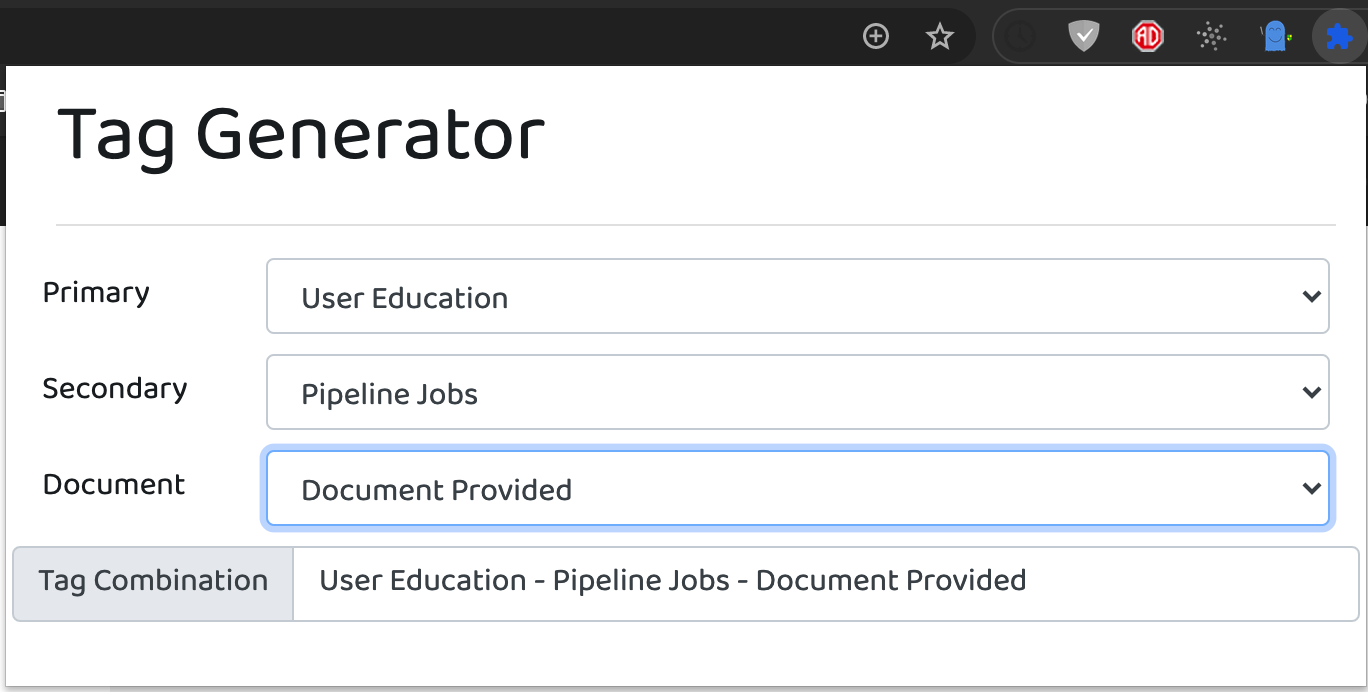 AD
Tag Generator
Primary
User Education
Secondary
Pipeline Jobs
Document
Document Provided
Tag Combination
User Education - Pipeline Jobs - Document Provided